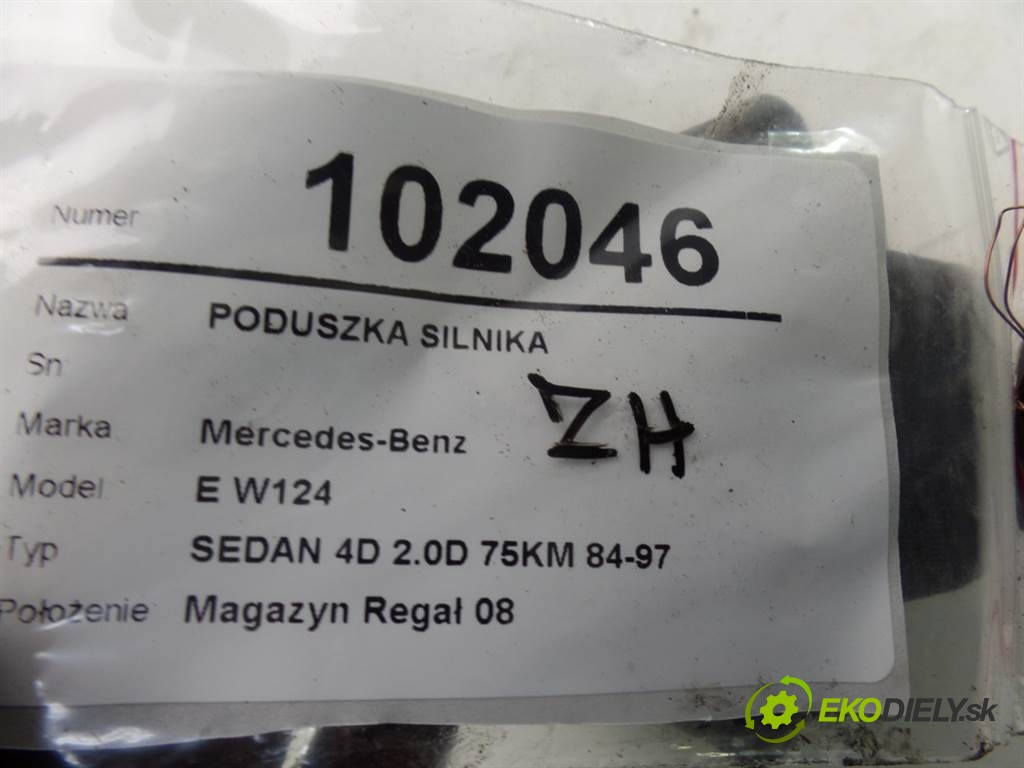 Numer 102046
Nazwa PODUSZKA SILNIKA
Sn
Marka Mercedes-Benz ZH
Model E W124
Typ SEDAN 4D 2.0D 75KM 84-97
Położenie Magazyn Regał 08
EKODIELY.sk